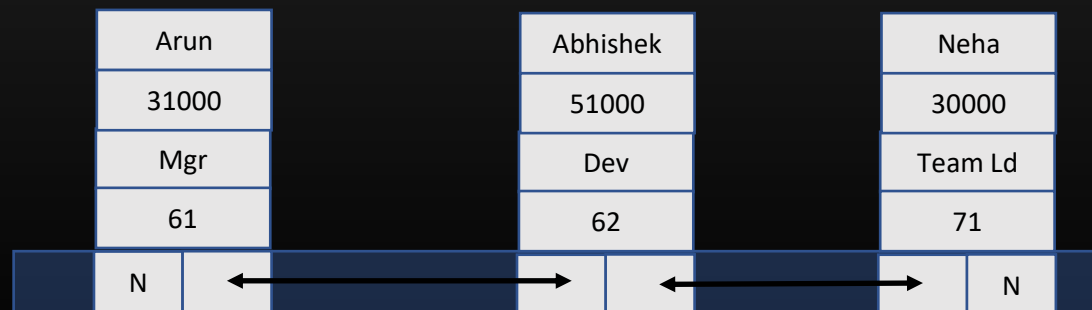 Arun Abhishek Neha
31000 51000 30000
Mgr Dev Team Ld
61 62 71
N N